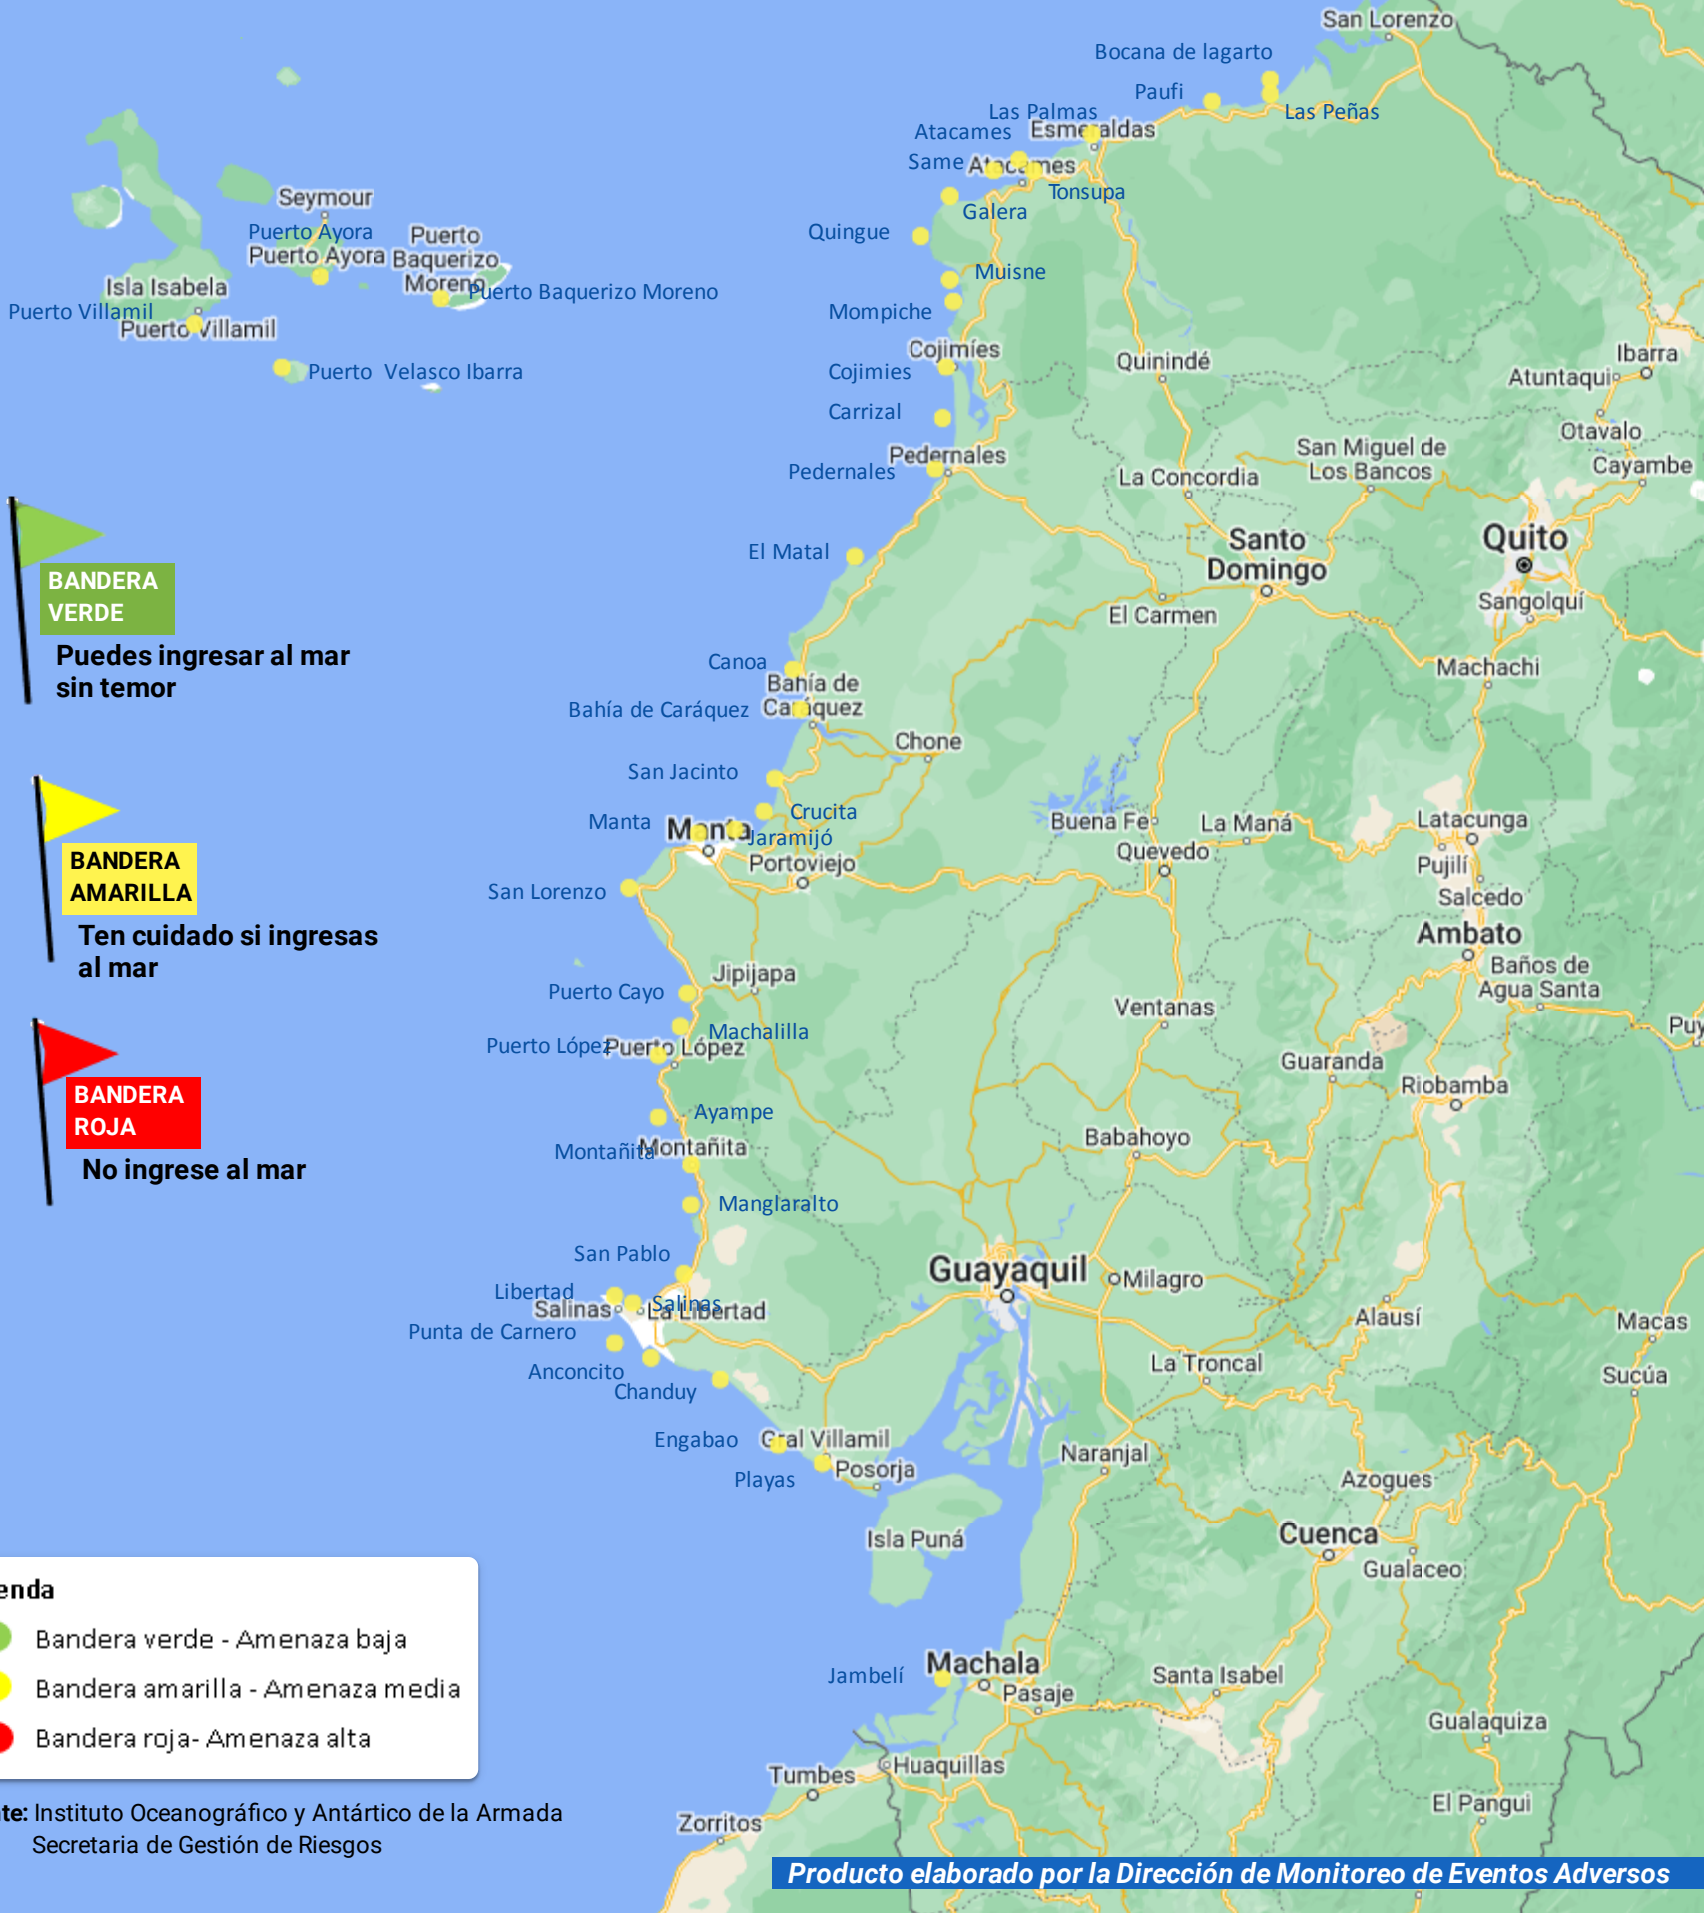 San Lorenzo
Bocana de lagarto
Paufi
Las Peñas
Las Palmas
Esmeraldas
Atacames
Same
Atacames
Tonsupa
Galera
Quingue
Muisne
Mompiche
Cojimíes
Cojimies
Carrizal
Pedernales
Pedernales
El Matal
Canoa
Bahía de
Caráquez
Bahía de Caráquez
Chone
San Jacinto
Crucita
Manta
Manta
Jaramijó
Portoviejo
San Lorenzo
Jipijapa
Puerto Cayo
Machalilla
Puerto López
Puerto López
Ayampe
Montañita
Montañita
Manglaralto
San Pablo
Libertad
Salinas
Salinas
La Libertad
Punta de Carnero
Anconcito
Chanduy
Engabao
Gral Villamil
Playas
Posorja
Isla Puná
Jambelí
Machala
Pasaje
Huaquillas
Tumbes
Zorritos
Seymour
Puerto Ayora
Puerto Ayora
Puerto
Baquerizo
Moreno
Puerto Baquerizo Moreno
Isla Isabela
Puerto Villamil
Puerto Villamil
Puerto Velasco Ibarra
Quinindé
Ibarra
Atuntaqui
Otavalo
Cayambe
San Miguel de
Los Bancos
La Concordia
Santo
Domingo
Quito
Sangolquí
El Carmen
Machachi
Buena Fe
La Maná
Latacunga
Quevedo
Pujilí
Salcedo
Ambato
Baños de
Agua Santa
Ventanas
Puy
Guaranda
Riobamba
Babahoyo
Guayaquil
Milagro
Alausí
Macas
La Troncal
Sucúa
Naranjal
Azogues
Cuenca
Gualaceo
Santa Isabel
Gualaquiza
El Pangui
BANDERA
VERDE
Puedes ingresar al mar
sin temor
BANDERA
AMARILLA
Ten cuidado si ingresas
al mar
BANDERA
ROJA
No ingrese al mar
enda
Bandera verde - Amenaza baja
Bandera amarilla - Amenaza media
Bandera roja- Amenaza alta
te: Instituto Oceanográfico y Antártico de la Armada
Secretaria de Gestión de Riesgos
Producto elaborado por la Dirección de Monitoreo de Eventos Adversos